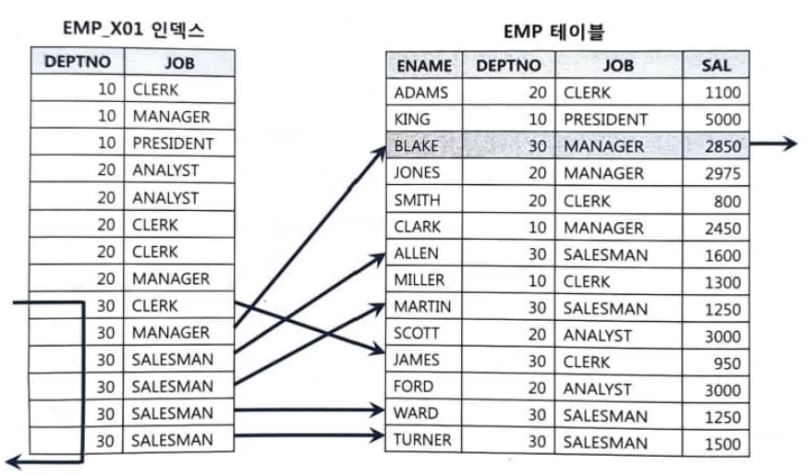 EMP_X01 인덱스
DEPTNO JOB
10 CLERK
10 MANAGER
10 PRESIDENT
20 ANALYST
20 ANALYST
20 CLERK
20 CLERK
20 MANAGER
30 CLERK
30 MANAGER
30 SALESMAN
30 SALESMAN
30 SALESMAN
30 SALESMAN
EMP 테이블
ENAME DEPTNO JOB SAL
ADAMS 20 CLERK 1100
KING 10 PRESIDENT 5000
BLAKE 30 MANAGER 2850
JONES 20 MANAGER 2975
SMITH 20 CLERK 800
CLARK 10 MANAGER 2450
ALLEN 30 SALESMAN 1600
MILLER 10 CLERK 1300
MARTIN 30 SALESMAN 1250
SCOTT 20 ANALYST 3000
JAMES 30 CLERK 950
FORD 20 ANALYST 3000
WARD 30 SALESMAN 1250
TURNER 30 SALESMAN 1500